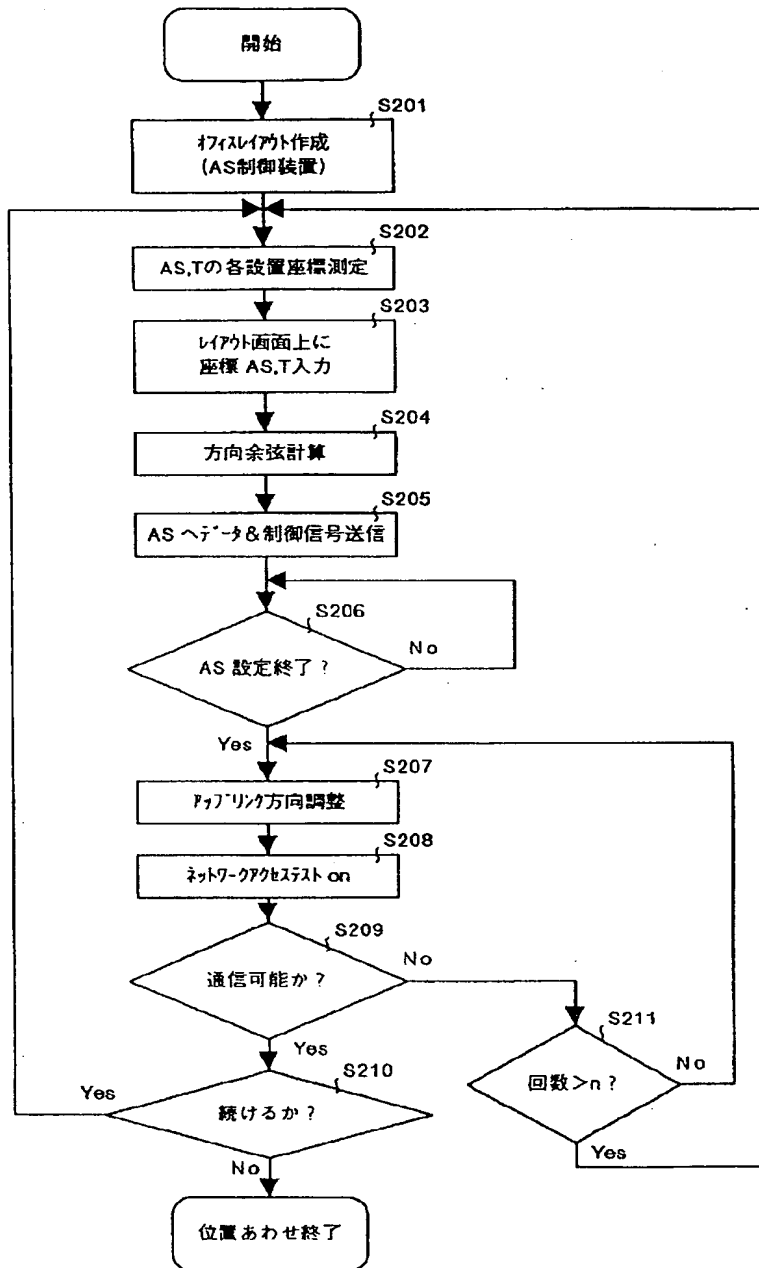 開始
S201
ｵﾌｨｽﾚｲｱｳﾄ作成
(AS制御装置)
S202
AS,Tの各設置座標測定
S203
ﾚｲｱｳﾄ画面上に
座標 AS,T入力
S204
方向余弦計算
S205
AS へﾃﾞｰﾀ＆制御信号送信
S206
AS 設定終了？
No
Yes
S207
ｱｯﾌﾟﾘﾝｸ方向調整
S208
ﾈｯﾄﾜｰｸｱｸｾｽﾃｽﾄ on
S209
通信可能か？
No
Yes
S211
回数>n？
No
Yes
S210
続けるか？
Yes
No
位置あわせ終了